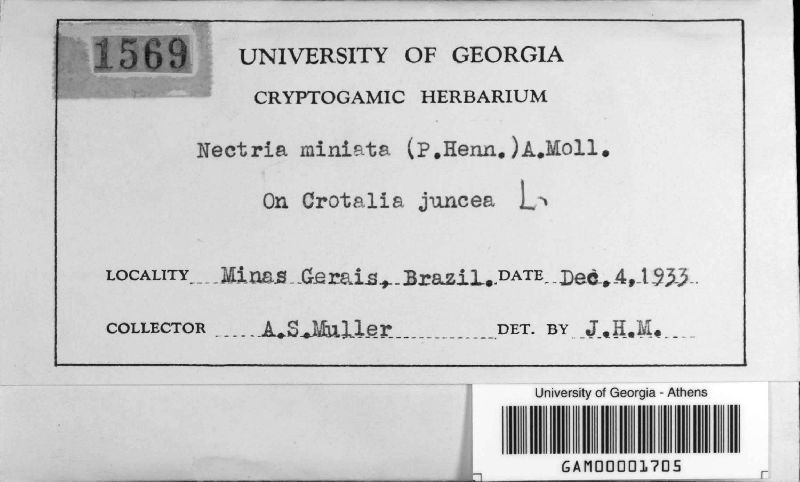 1569
UNIVERSITY OF GEORGIA
CRYPTOGAMIC HERBARIUM
Nectria miniata (P.Henn.)A.Moll.
On Crotalia juncea L.
LOCALITY Minas Gerais, Brazil. DATE Dec.4,1933
COLLECTOR A.S.Muller DET. BY J.H.M.
University of Georgia - Athens
GAM00001705